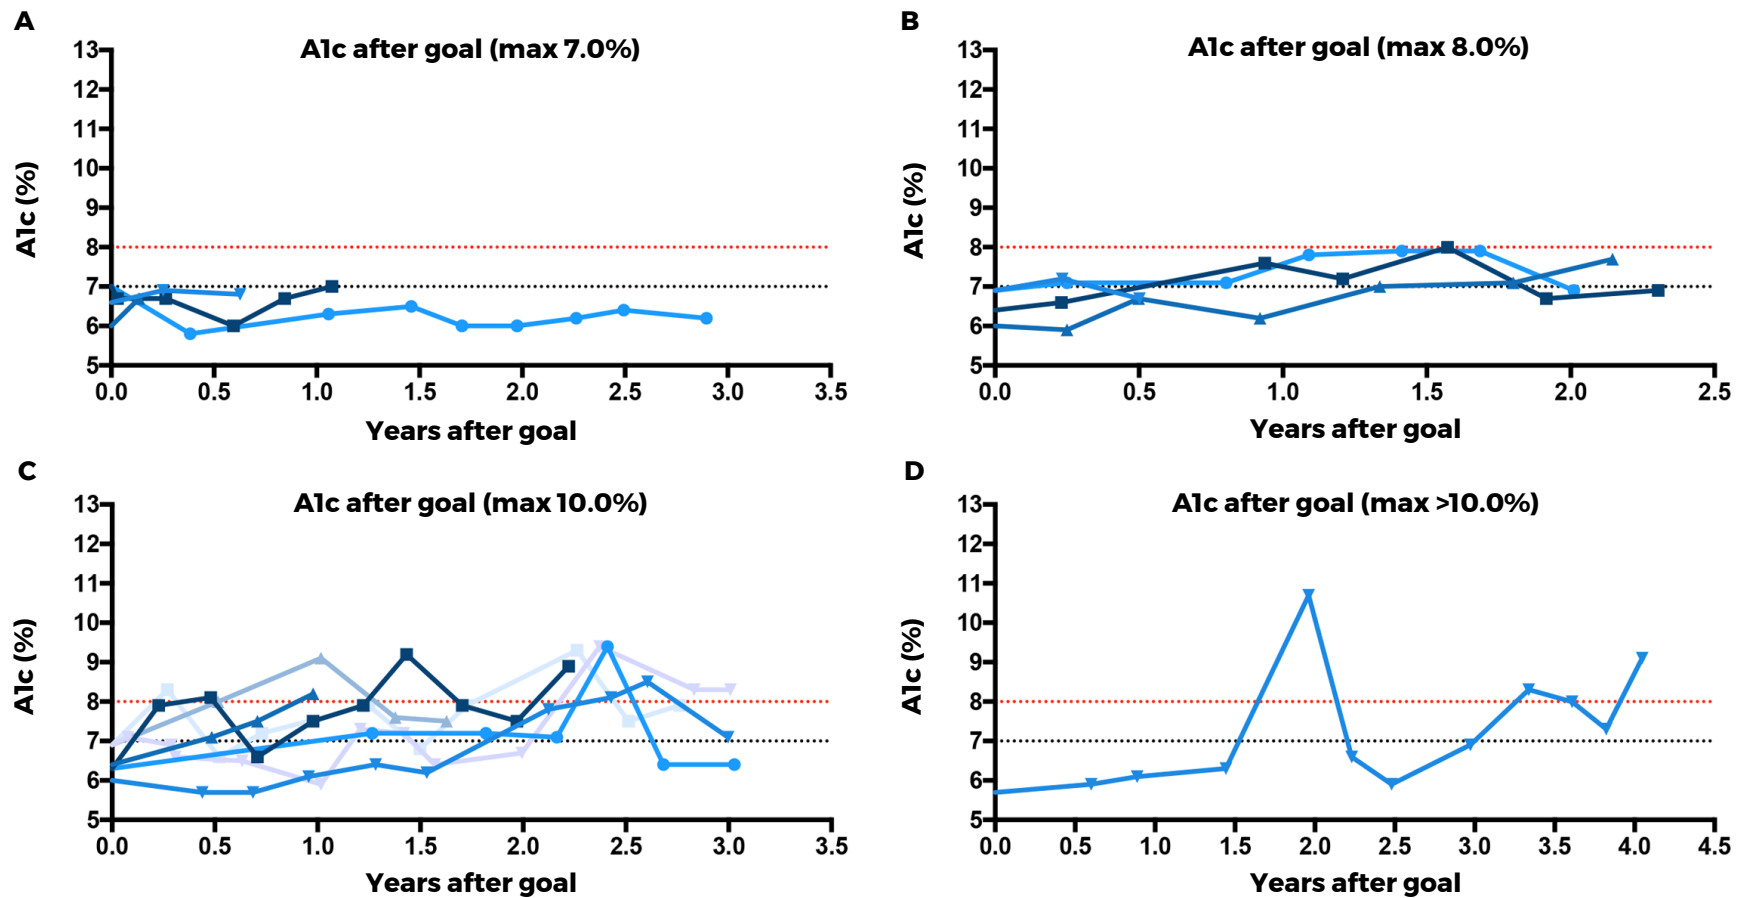 A
A1c after goal (max 7.0%)
13
12
11
10
9
8
7
6
5
A1c (%)
0.0 0.5 1.0 1.5 2.0 2.5 3.0 3.5
Years after goal
B
A1c after goal (max 8.0%)
13
12
11
10
9
8
7
6
5
A1c (%)
0.0 0.5 1.0 1.5 2.0 2.5
Years after goal
C
A1c after goal (max 10.0%)
13
12
11
10
9
8
7
6
5
A1c (%)
0.0 0.5 1.0 1.5 2.0 2.5 3.0 3.5
Years after goal
D
A1c after goal (max >10.0%)
13
12
11
10
9
8
7
6
5
A1c (%)
0.0 0.5 1.0 1.5 2.0 2.5 3.0 3.5 4.0 4.5
Years after goal